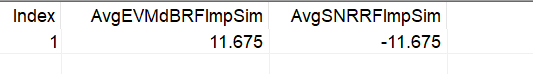 Index AvgEVMdBRFImpSim AvgSNRRFImpSim
1 11.675 -11.675